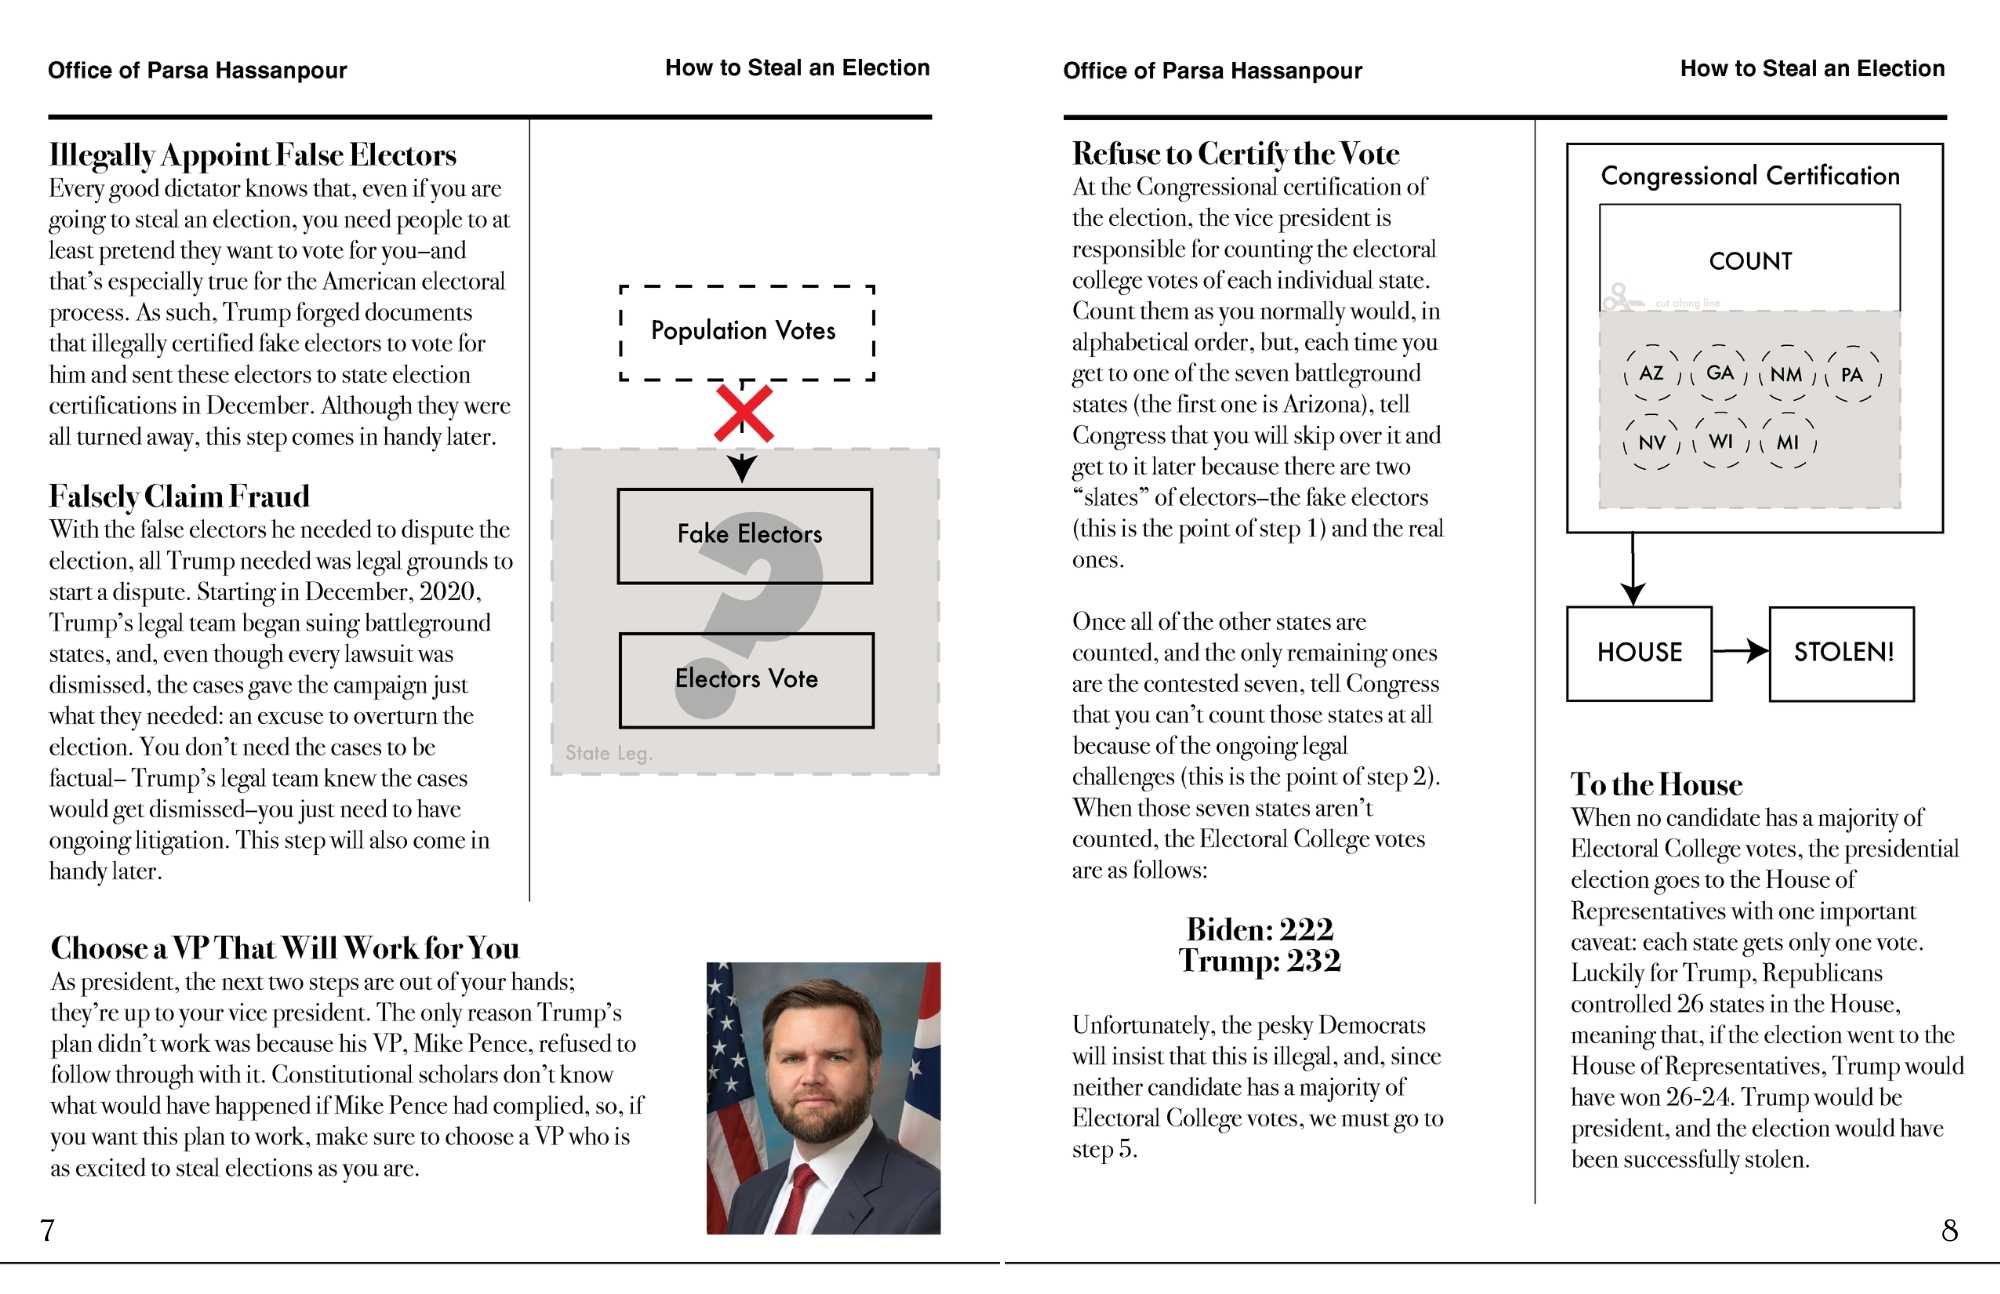 Office of Parsa Hassanpour
How to Steal an Election
Illegally Appoint False Electors
Every good dictator knows that, even if you are
going to steal an election, you need people to at
least pretend they want to vote for you—and
that's especially true for the American electoral
process. As such, Trump forged documents
that illegally certified fake electors to vote for
him and sent these electors to state election
certifications in December. Although they were
all turned away, this step comes in handy later.
Falsely Claim Fraud
With the false electors he needed to dispute the
election, all Trump needed was legal grounds to
start a dispute. Starting in December, 2020,
Trump's legal team began suing battleground
states, and, even though every lawsuit was
dismissed, the cases gave the campaign just
what they needed: an excuse to overturn the
election. You don't need the cases to be
factual— Trump's legal team knew the cases
would get dismissed—you just need to have
ongoing litigation. This step will also come in
handy later.
Population Votes
Fake Electors
Electors Vote
State Leg.
?
Choose a VP That Will Work for You
As president, the next two steps are out of your hands;
they're up to your vice president. The only reason Trump's
plan didn't work was because his VP, Mike Pence, refused to
follow through with it. Constitutional scholars don't know
what would have happened if Mike Pence had complied, so, if
you want this plan to work, make sure to choose a VP who is
as excited to steal elections as you are.
7
Office of Parsa Hassanpour
How to Steal an Election
Refuse to Certify the Vote
At the Congressional certification of
the election, the vice president is
responsible for counting the electoral
college votes of each individual state.
Count them as you normally would, in
alphabetical order, but, each time you
get to one of the seven battleground
states (the first one is Arizona), tell
Congress that you will skip over it and
get to it later because there are two
“slates” of electors—the fake electors
(this is the point of step 1) and the real
ones.
Once all of the other states are
counted, and the only remaining ones
are the contested seven, tell Congress
that you can't count those states at all
because of the ongoing legal
challenges (this is the point of step 2).
When those seven states aren't
counted, the Electoral College votes
are as follows:
Biden: 222
Trump: 232
Unfortunately, the pesky Democrats
will insist that this is illegal, and, since
neither candidate has a majority of
Electoral College votes, we must go to
step 5.
Congressional Certification
COUNT
cut along line
AZ GA NM PA
NV WI MI
HOUSE
STOLEN!
To the House
When no candidate has a majority of
Electoral College votes, the presidential
election goes to the House of
Representatives with one important
caveat: each state gets only one vote.
Luckily for Trump, Republicans
controlled 26 states in the House,
meaning that, if the election went to the
House of Representatives, Trump would
have won 26-24. Trump would be
president, and the election would have
been successfully stolen.
8